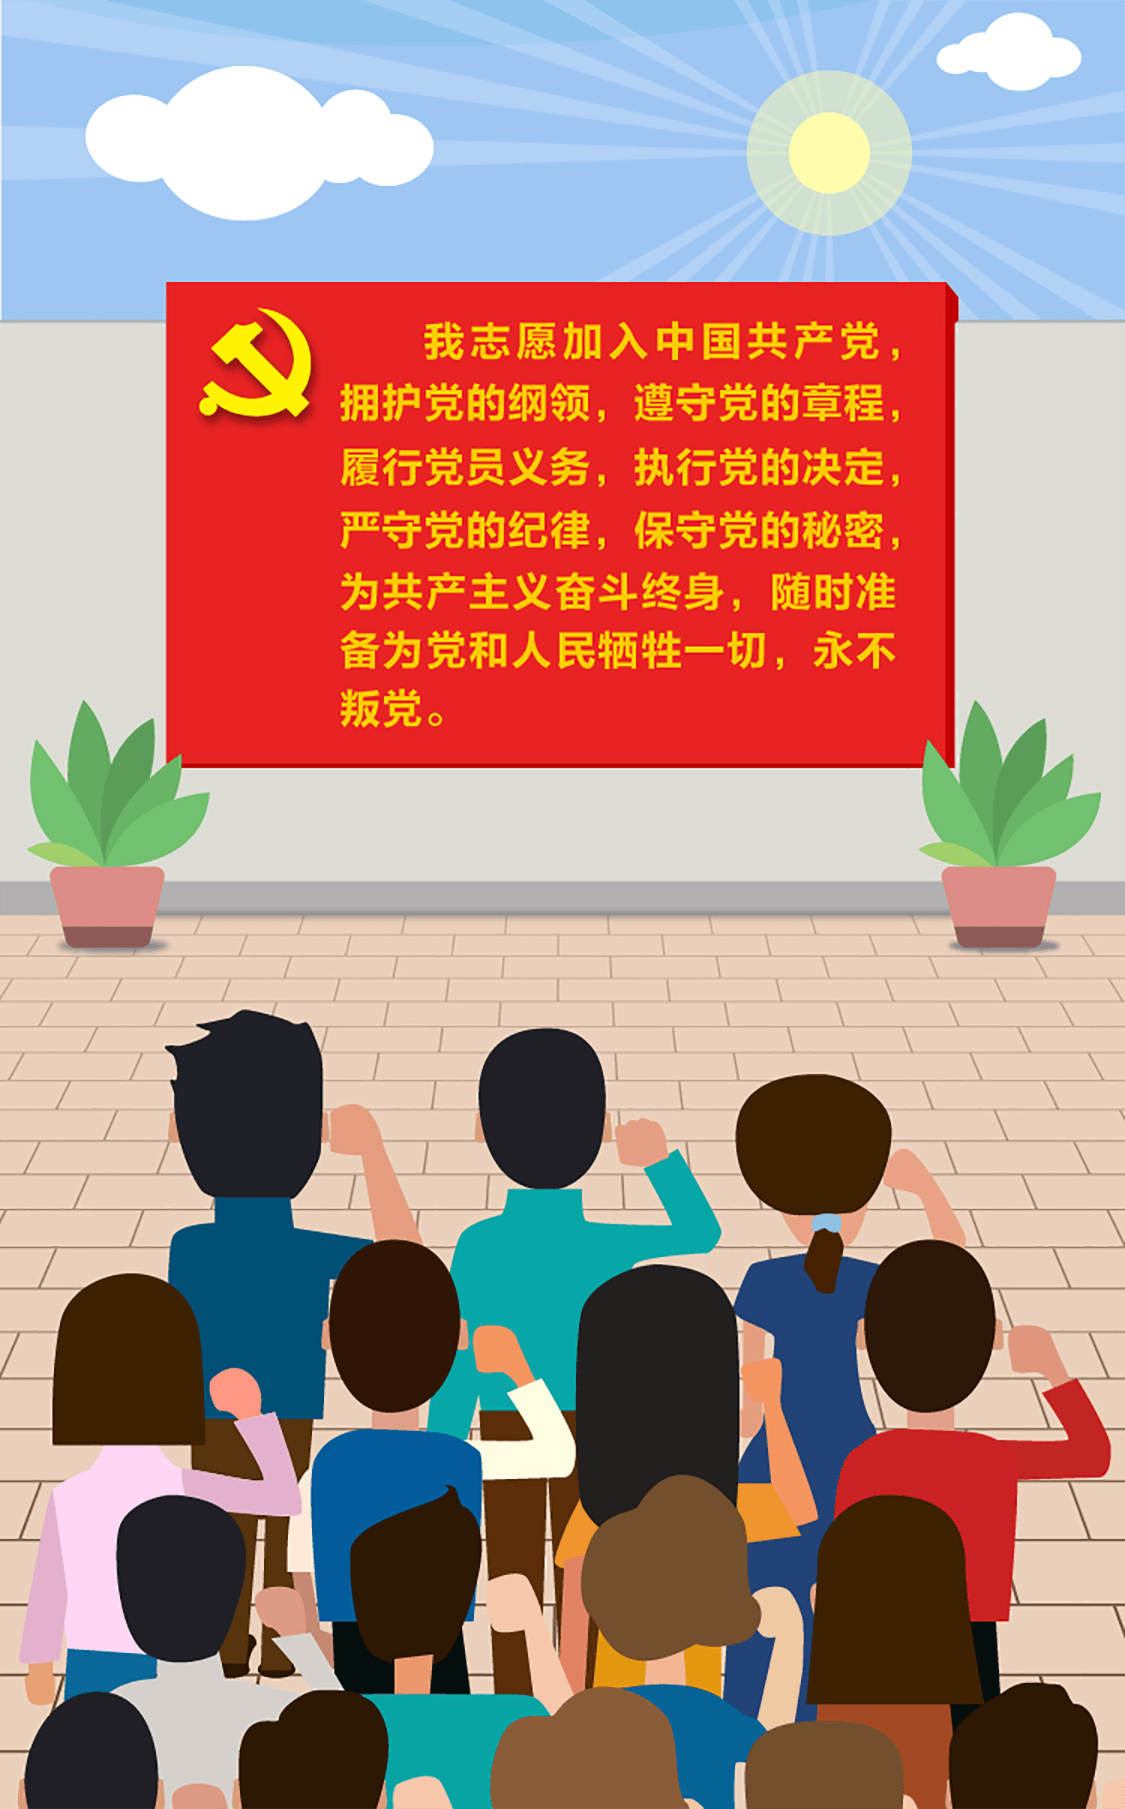 我志愿加入中国共产党，
拥护党的纲领，遵守党的章程，
履行党员义务，执行党的决定，
严守党的纪律，保守党的秘密，
为共产主义奋斗终身，随时准
备为党和人民牺牲一切，永不
叛党。